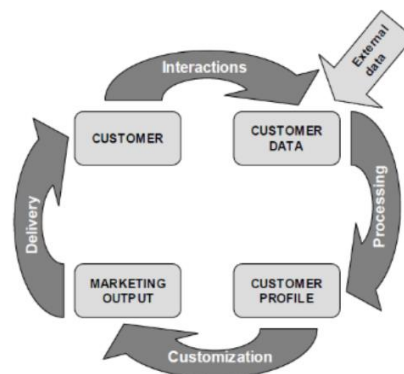 Interactions
External
data
CUSTOMER
CUSTOMER
DATA
Delivery
Processing
MARKETING
OUTPUT
CUSTOMER
PROFILE
Customization